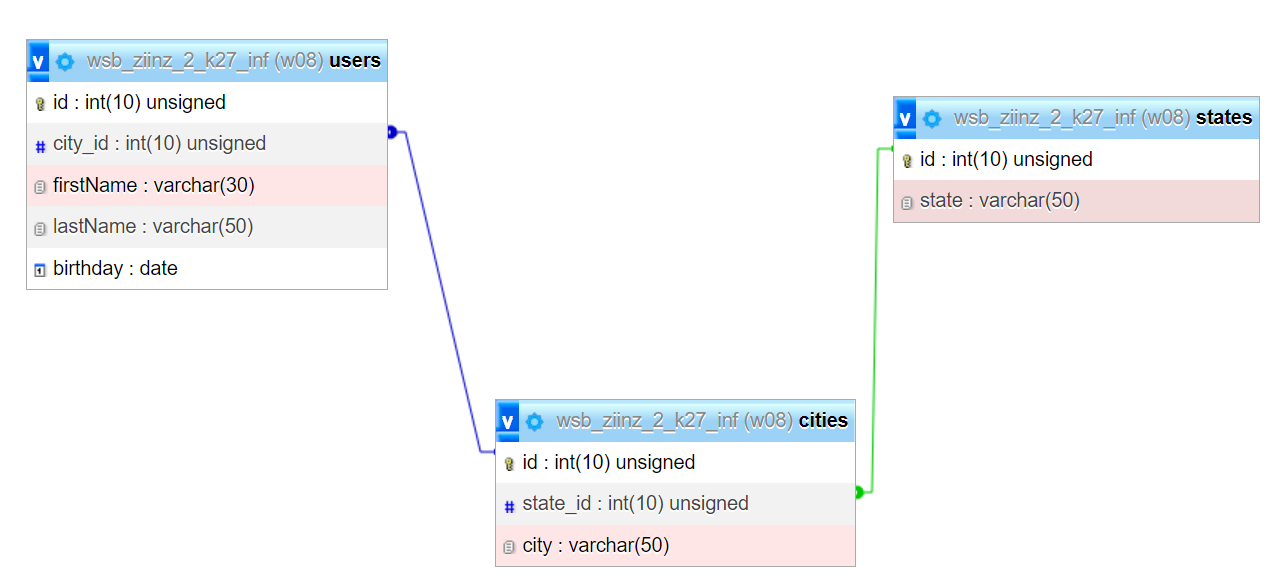 v wsb_ziinz_2_k27_inf (w08) users
id : int(10) unsigned
# city_id : int(10) unsigned
firstName : varchar(30)
lastName : varchar(50)
1 birthday : date
v wsb_ziinz_2_k27_inf (w08) states
id : int(10) unsigned
state : varchar(50)
v wsb_ziinz_2_k27_inf (w08) cities
id : int(10) unsigned
# state_id : int(10) unsigned
city : varchar(50)